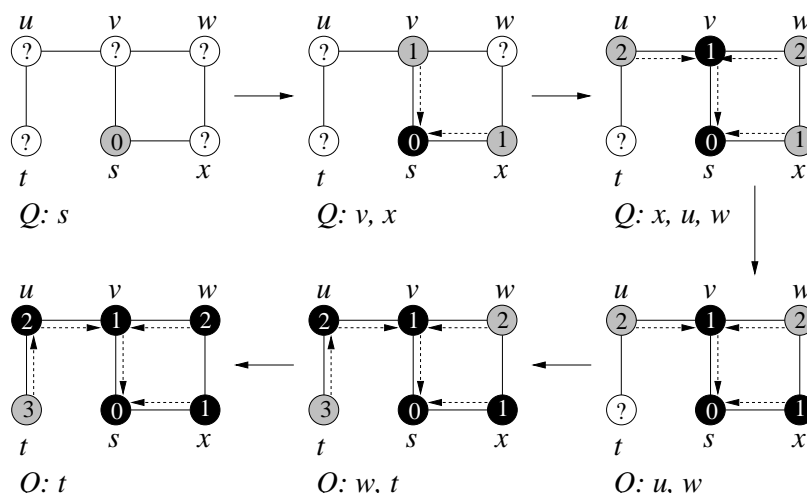 u v w u v w u v w
? ? ? ? 1 ? 2 1 2
? 0 ? ? 0 1 ? 0 1
t s x t s x t s x
Q: s Q: v, x Q: x, u, w
u v w u v w u v w
2 1 2 2 1 2 2 1 2
3 0 1 3 0 1 ? 0 1
t s x t s x t s x
Q: t Q: w, t Q: u, w